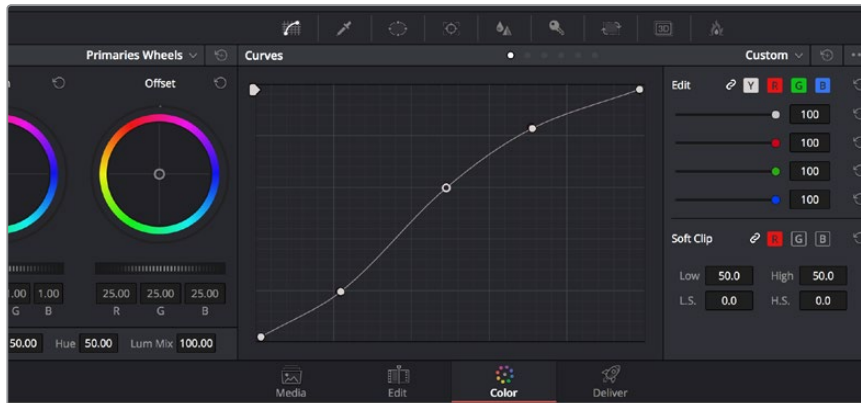 3D
Primaries Wheels
Curves
Custom
Offset
Edit Y R G B
100
100
100
100
Soft Clip R G B
Low 50.0 High 50.0
L.S. 0.0 H.S. 0.0
1.00 25.00 25.00 25.00
G B R G B
50.00 Hue 50.00 Lum Mix 100.00
Media Edit Color Deliver